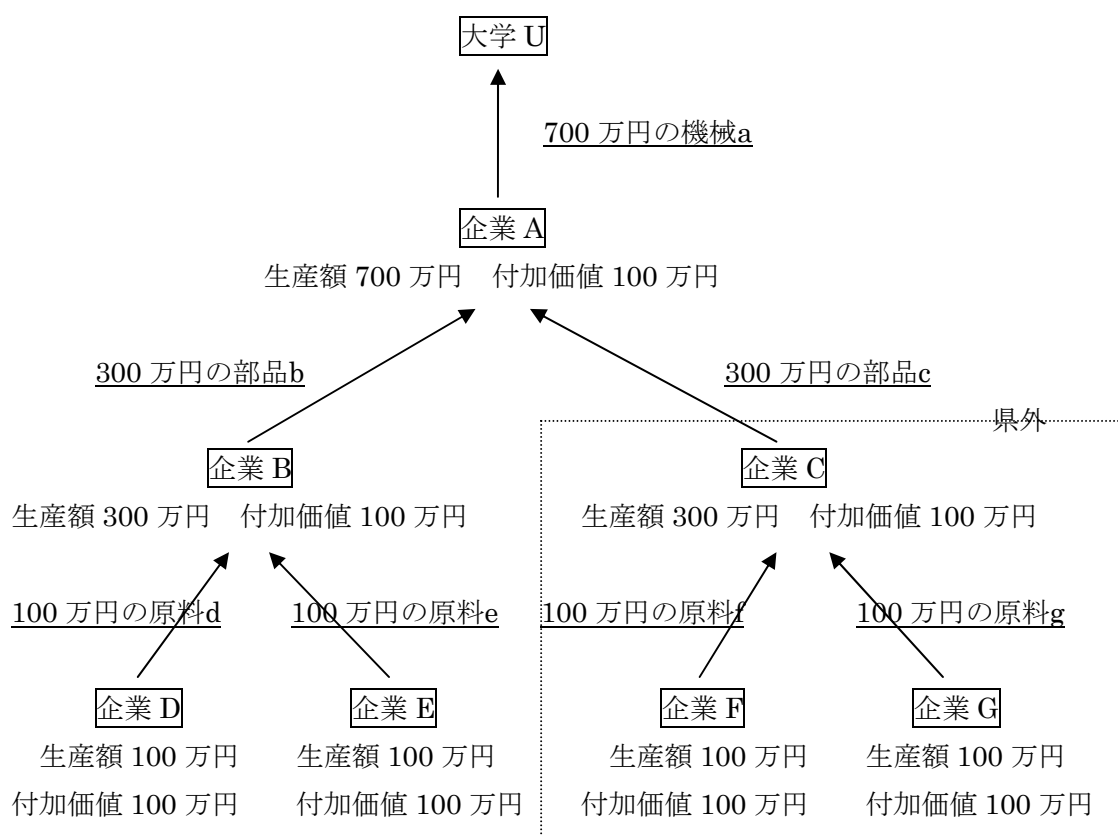 大学 U
700 万円の機械a
企業 A
生産額 700 万円 付加価値 100 万円
300 万円の部品b 300 万円の部品c
県外
企業 B 企業 C
生産額 300 万円 付加価値 100 万円 生産額 300 万円 付加価値 100 万円
100 万円の原料d 100 万円の原料e 100 万円の原料f 100 万円の原料g
企業 D 企業 E 企業 F 企業 G
生産額 100 万円 生産額 100 万円 生産額 100 万円 生産額 100 万円
付加価値 100 万円 付加価値 100 万円 付加価値 100 万円 付加価値 100 万円